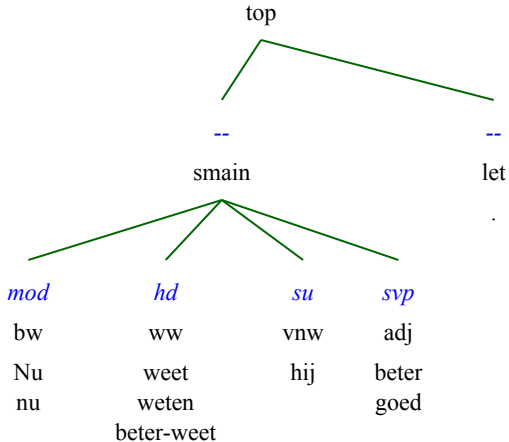 top
-- --
smain let
.
mod hd su svp
bw ww vnw adj
Nu weet hij beter
nu weten goed
beter-weet